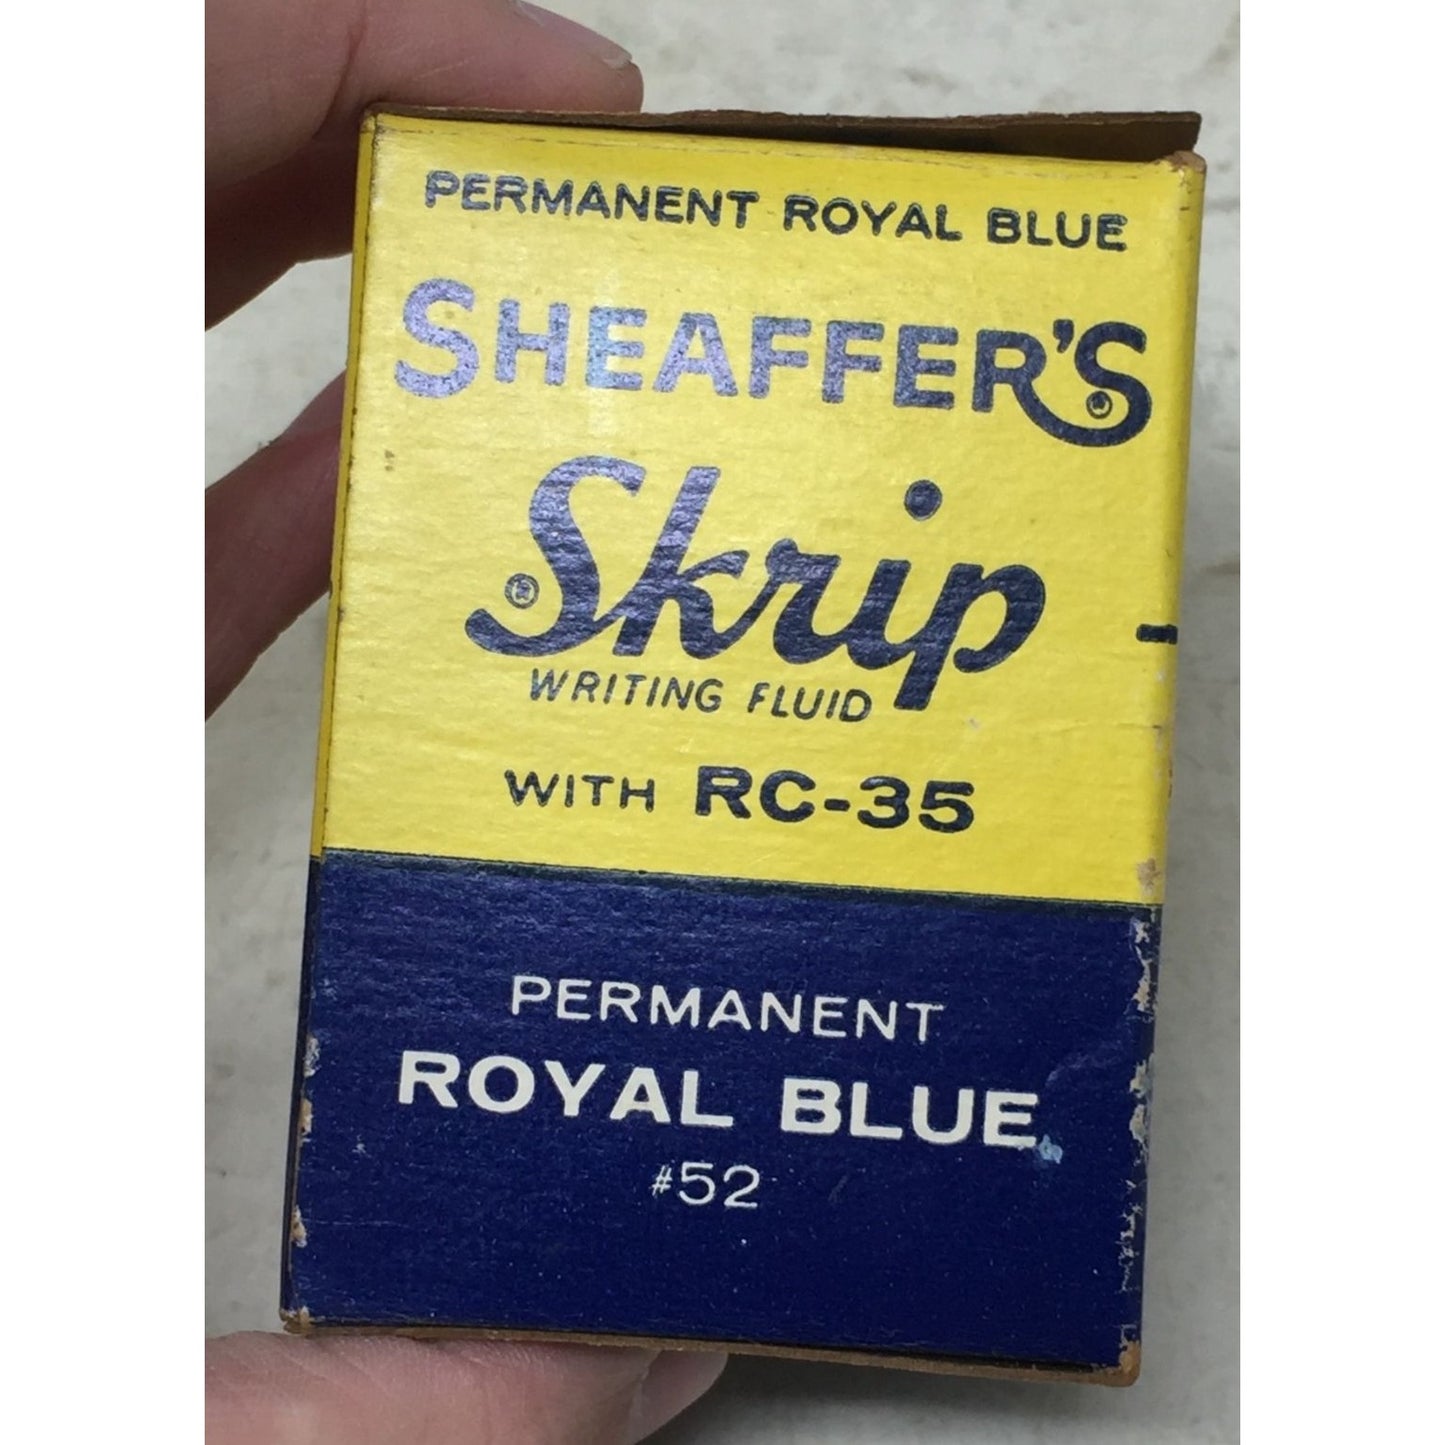 PERMANENT ROYAL BLUE
SHEAFFER'S ®
Skrip ®
WRITING FLUID
WITH RC-35
PERMANENT
ROYAL BLUE
#52